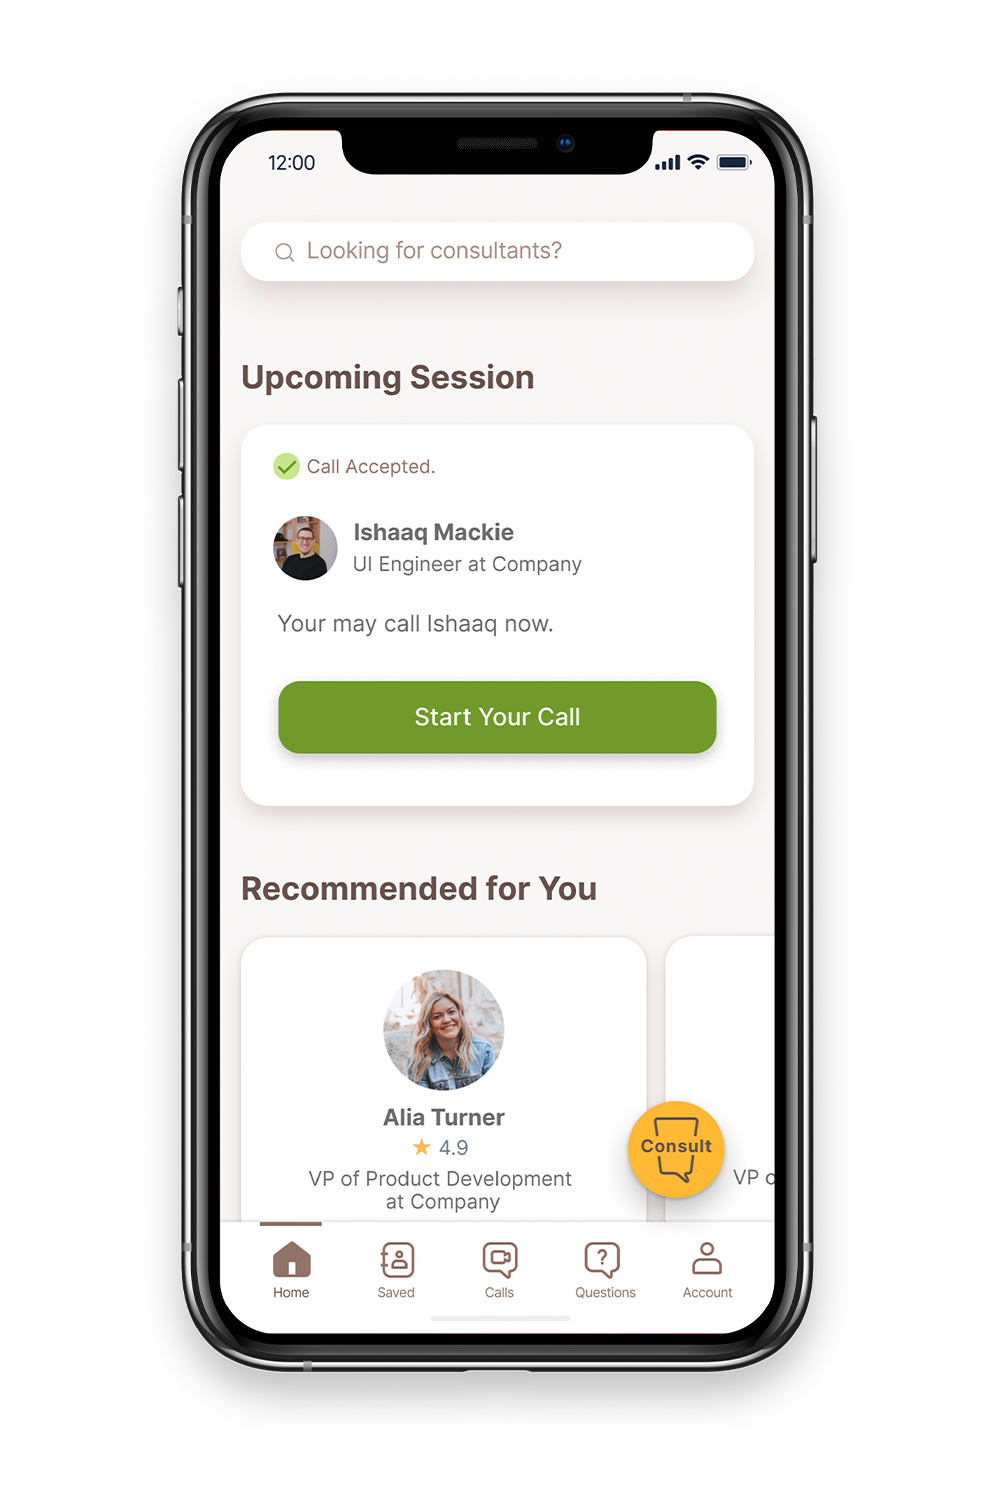 12:00
Looking for consultants?
Upcoming Session
Call Accepted.
Ishaaq Mackie
UI Engineer at Company
Your may call Ishaaq now.
Start Your Call
Recommended for You
Alia Turner
4.9
VP of Product Development
at Company
Consult
VP
Home
Saved
Calls
Questions
Account